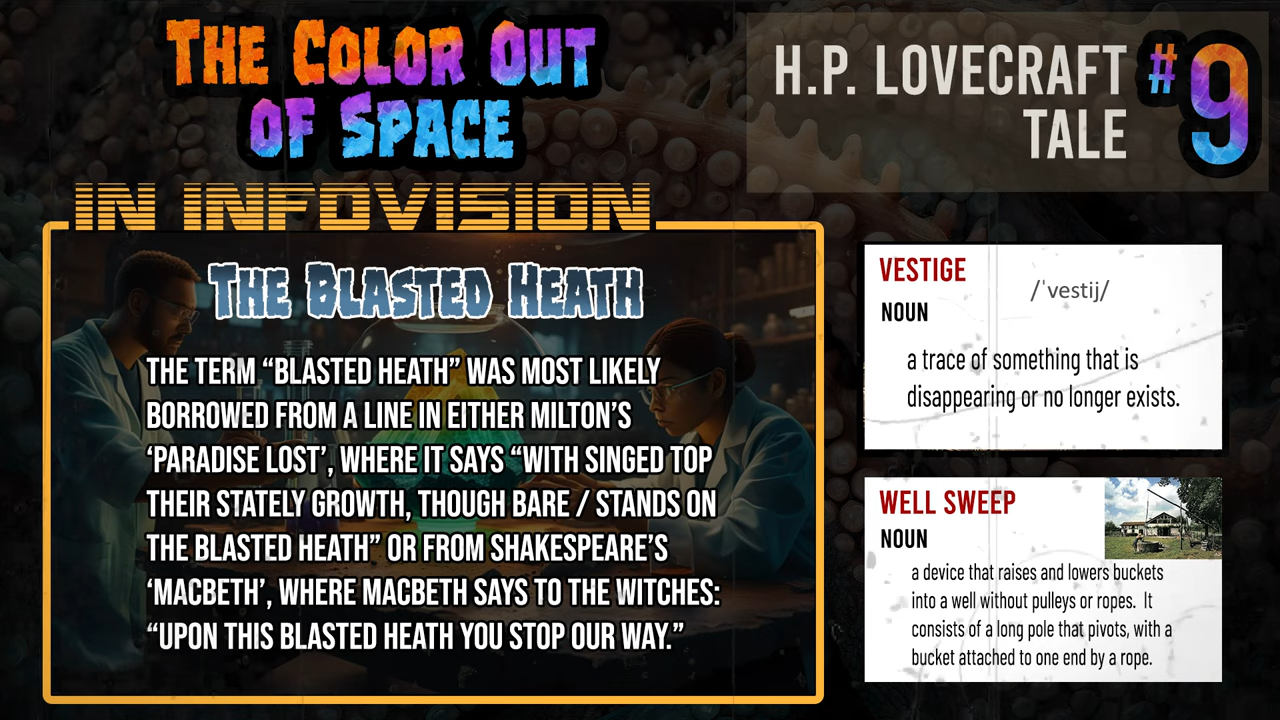 THE COLOR OUT
OF SPACE
H.P. LOVECRAFT #9
TALE
IN INFOVISION
THE BLASTED HEATH
THE TERM “BLASTED HEATH” WAS MOST LIKELY
BORROWED FROM A LINE IN EITHER MILTON’S
‘PARADISE LOST’, WHERE IT SAYS “WITH SINGED TOP
THEIR STATELY GROWTH, THOUGH BARE / STANDS ON
THE BLASTED HEATH” OR FROM SHAKESPEARE’S
‘MACBETH’, WHERE MACBETH SAYS TO THE WITCHES:
“UPON THIS BLASTED HEATH YOU STOP OUR WAY.”
VESTIGE
/ˈvestij/
NOUN
a trace of something that is
disappearing or no longer exists.
WELL SWEEP
NOUN
a device that raises and lowers buckets
into a well without pulleys or ropes. It
consists of a long pole that pivots, with a
bucket attached to one end by a rope.